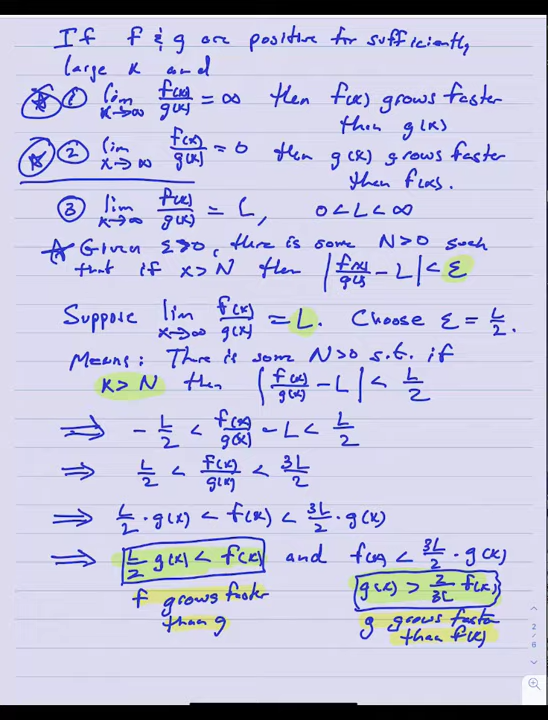 If f & g are positive for sufficiently
large x and
① lim x→∞ f(x)/g(x) = ∞ then f(x) grows faster
than g(x)
② lim x→∞ f(x)/g(x) = 0 then g(x) grows faster
than f(x).
③ lim x→∞ f(x)/g(x) = L, 0 < L < ∞
Given ε>0, there is some N>0 such
that if x>N then |f(x)/g(x) - L| < ε
Suppose lim x→∞ f(x)/g(x) = L. Choose ε = L/2.
Means: There is some N>0 s.t. if
x > N then |f(x)/g(x) - L| < L/2
⟹ -L/2 < f(x)/g(x) - L < L/2
⟹ L/2 < f(x)/g(x) < 3L/2
⟹ L/2 · g(x) < f(x) < 3L/2 · g(x)
⟹ L/2 g(x) < f(x) and f(x) < 3L/2 · g(x)
g(x) > 2/3L f(x)
f grows faster
than g
g grows faster
than f(x)
2
6